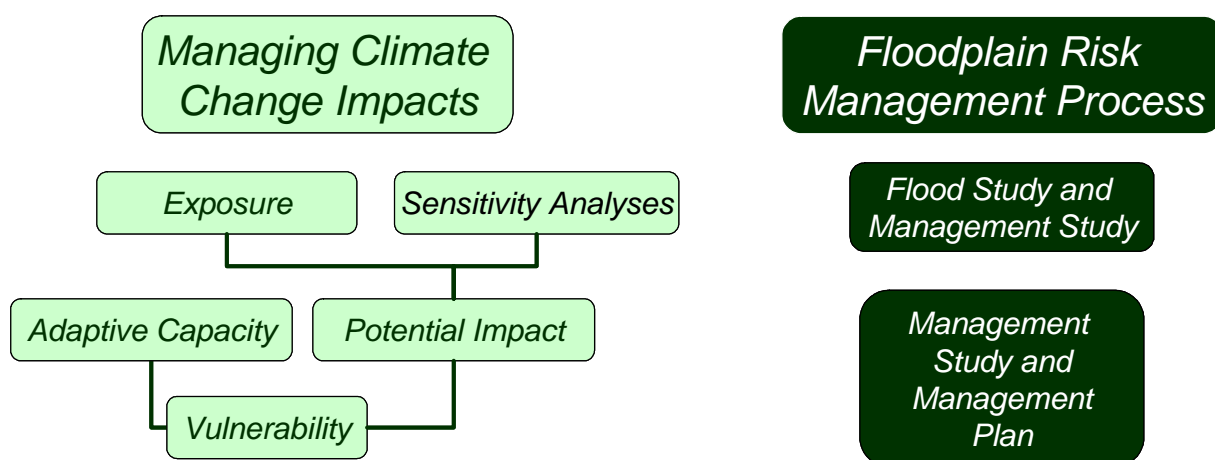 Managing Climate
Change Impacts
Floodplain Risk
Management Process
Exposure
Sensitivity Analyses
Flood Study and
Management Study
Adaptive Capacity
Potential Impact
Vulnerability
Management
Study and
Management
Plan